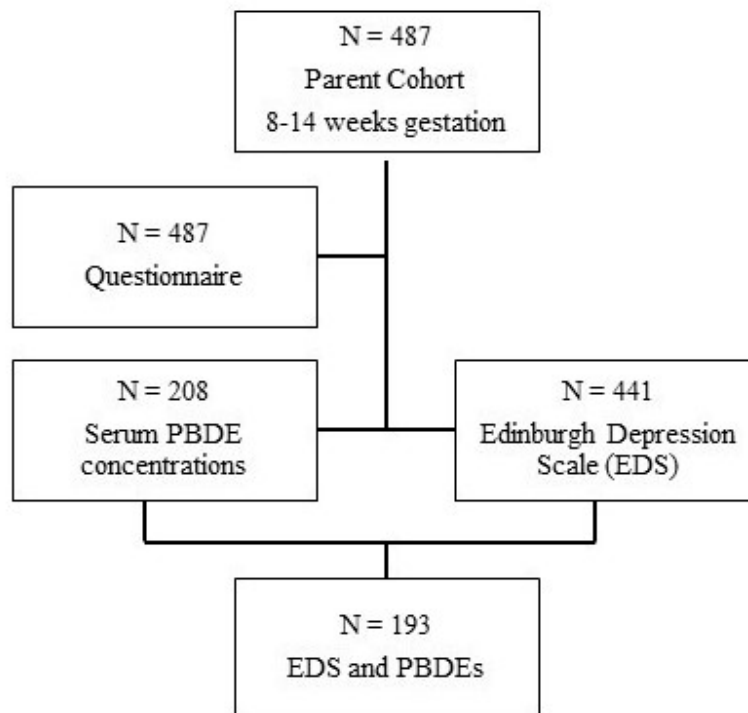 N = 487
Parent Cohort
8-14 weeks gestation
N = 487
Questionnaire
N = 208
Serum PBDE
concentrations
N = 441
Edinburgh Depression
Scale (EDS)
N = 193
EDS and PBDEs